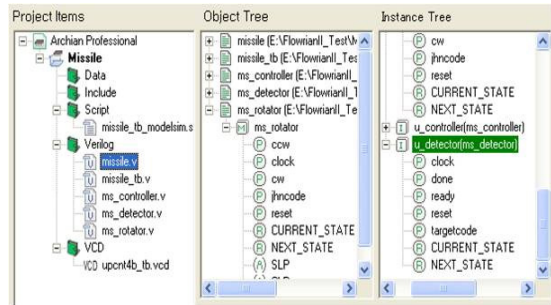 Project Items
Archian Professional
Missile
Data
Include
Script
missile_tb_modelsim.s
Verilog
missile.v
missile_tb.v
ms_controller.v
ms_detector.v
ms_rotator.v
VCD
VCD upcnt4b_tb.vcd
Object Tree
missile (E:\FlowrianII_Test\M
missile_tb (E:\FlowrianII_Tes
ms_controller (E:\FlowrianII_
ms_detector (E:\FlowrianII_T
ms_rotator (E:\FlowrianII_Te
M ms_rotator
P ccw
P clock
P cw
P jhncode
P reset
R CURRENT_STATE
R NEXT_STATE
(A) SLP
Instance Tree
P cw
P jhncode
P reset
R CURRENT_STATE
R NEXT_STATE
I u_controller(ms_controller)
I u_detector(ms_detector)
P clock
P done
P ready
P reset
P targetcode
R CURRENT_STATE
R NEXT_STATE